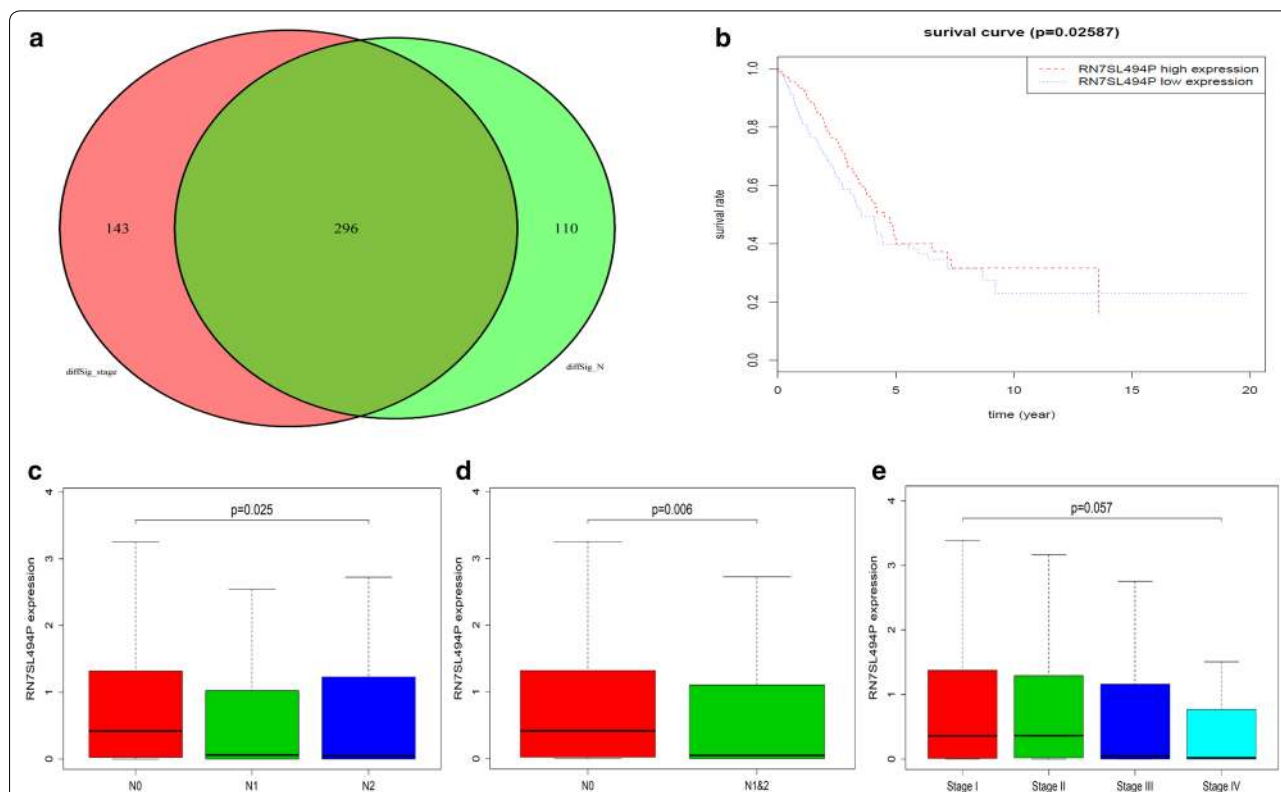 a
143
296
110
diffSig_stage
diffSig_N
b
surival curve (p=0.02587)
RN7SL494P high expression
RN7SL494P low expression
surival rate
1.0
0.8
0.6
0.4
0.2
0.0
0
5
10
15
20
time (year)
c
p=0.025
RN7SL494P expression
4
3
2
1
0
N0
N1
N2
d
p=0.006
RN7SL494P expression
4
3
2
1
0
N0
N1&2
e
p=0.057
RN7SL494P expression
4
3
2
1
0
Stage I
Stage II
Stage III
Stage IV